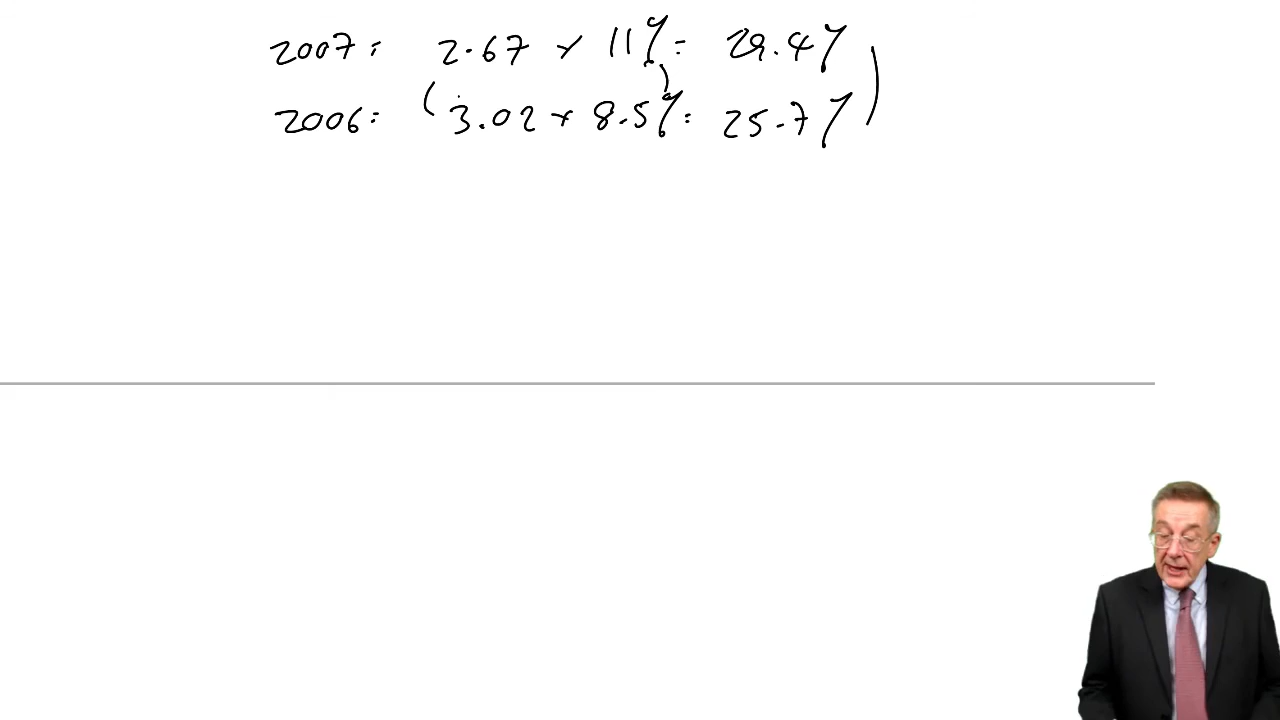 2007: 2.67 × 11% = 29.4%
2006: (3.02 × 8.5%) = 25.7%)